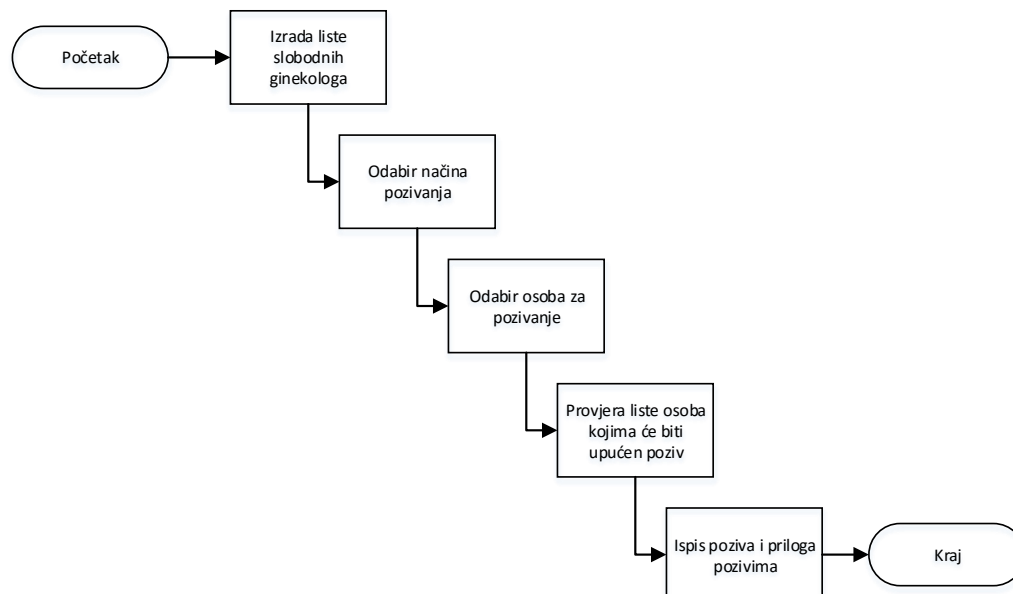 Početak
Izrada liste
slobodnih
ginekologa
Odabir načina
pozivanja
Odabir osoba za
pozivanje
Provjera liste osoba
kojima će biti
upućen poziv
Ispis poziva i priloga
pozivima
Kraj